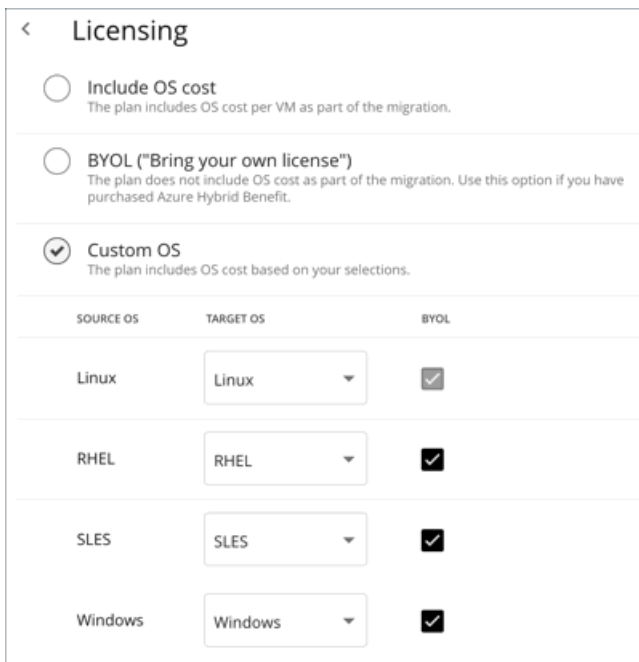 Licensing
Include OS cost
The plan includes OS cost per VM as part of the migration.
BYOL ("Bring your own license")
The plan does not include OS cost as part of the migration. Use this option if you have
purchased Azure Hybrid Benefit.
Custom OS
The plan includes OS cost based on your selections.
SOURCE OS TARGET OS BYOL
Linux Linux
RHEL RHEL
SLES SLES
Windows Windows